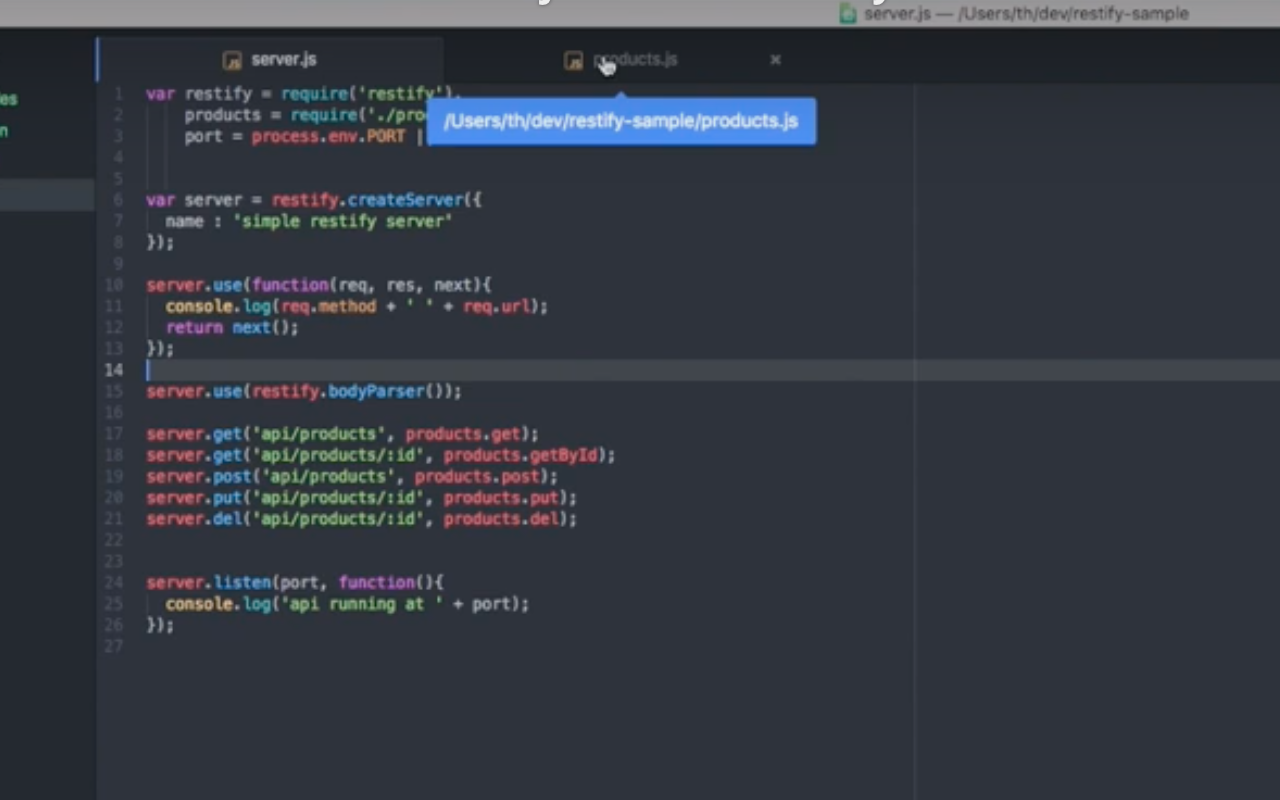 server.js — /Users/th/dev/restify-sample
server.js
products.js
es
n
/Users/th/dev/restify-sample/products.js
1 var restify = require('restify'),
2 products = require('./pro
3 port = process.env.PORT |
4
5
6 var server = restify.createServer({
7 name : 'simple restify server'
8 });
9
10 server.use(function(req, res, next){
11 console.log(req.method + ' ' + req.url);
12 return next();
13 });
14
15 server.use(restify.bodyParser());
16
17 server.get('api/products', products.get);
18 server.get('api/products/:id', products.getById);
19 server.post('api/products', products.post);
20 server.put('api/products/:id', products.put);
21 server.del('api/products/:id', products.del);
22
23
24 server.listen(port, function(){
25 console.log('api running at ' + port);
26 });
27